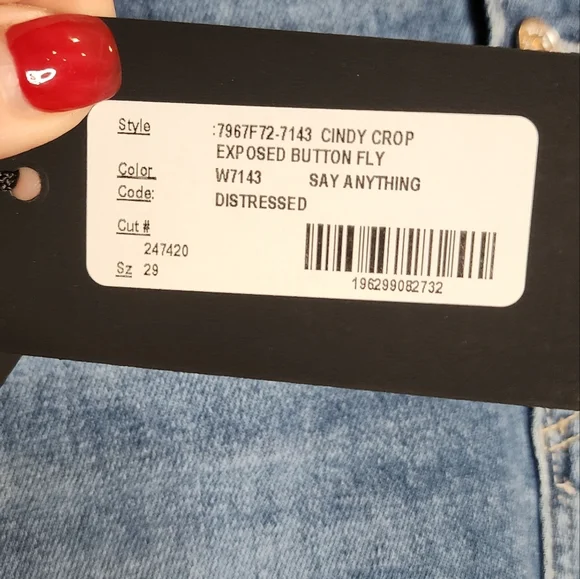 Style :7967F72-7143 CINDY CROP
EXPOSED BUTTON FLY
Color W7143 SAY ANYTHING
Code: DISTRESSED
Cut #
247420
Sz 29
196299082732